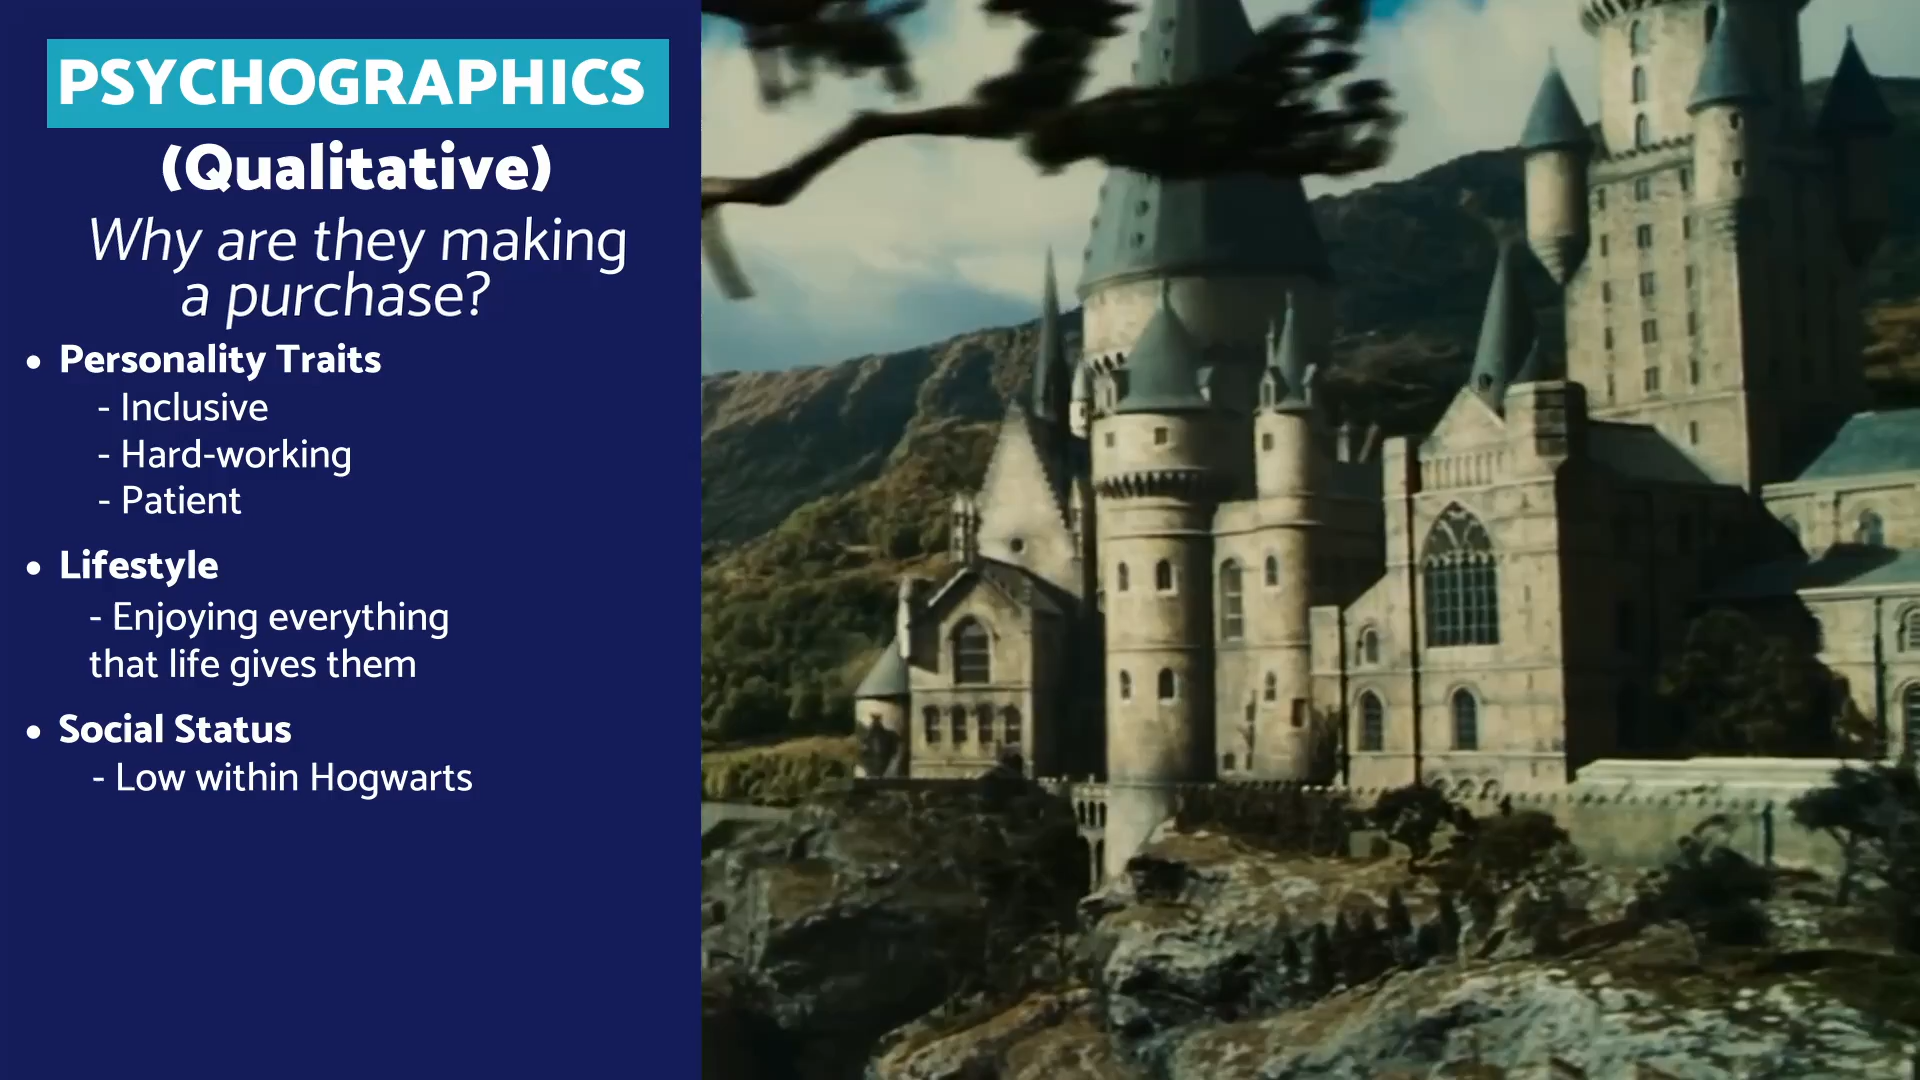 PSYCHOGRAPHICS
(Qualitative)
Why are they making
a purchase?
• Personality Traits
- Inclusive
- Hard-working
- Patient
• Lifestyle
- Enjoying everything
that life gives them
• Social Status
- Low within Hogwarts